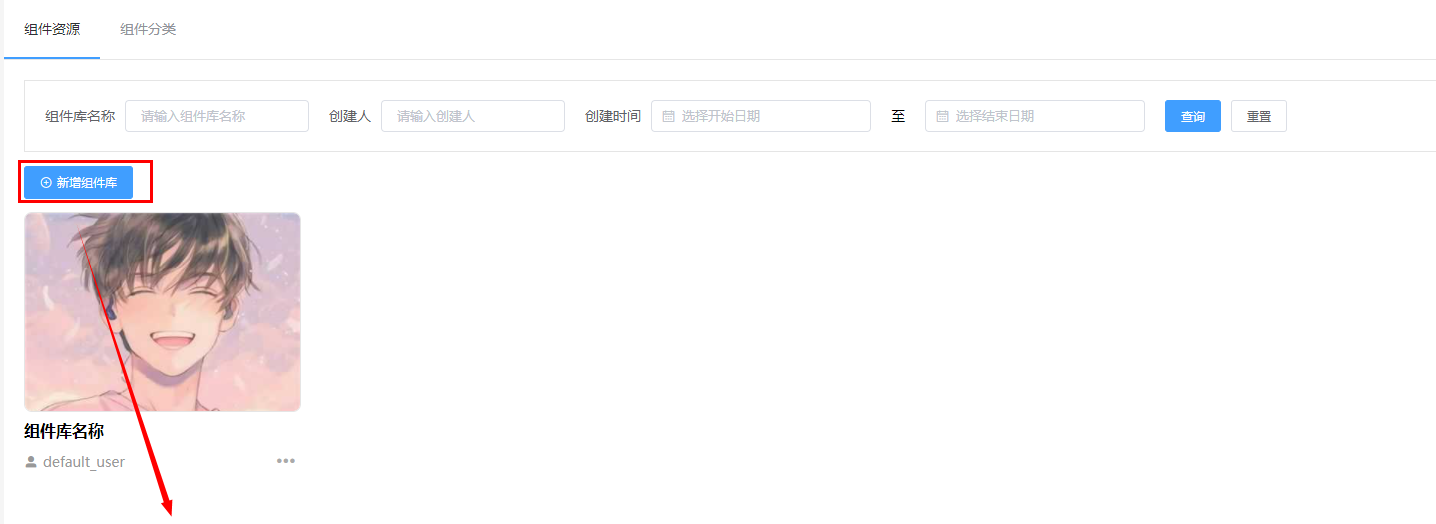 组件资源 组件分类
组件库名称 请输入组件库名称 创建人 请输入创建人 创建时间 选择开始日期 至 选择结束日期 查询 重置
新增组件库
组件库名称
default_user